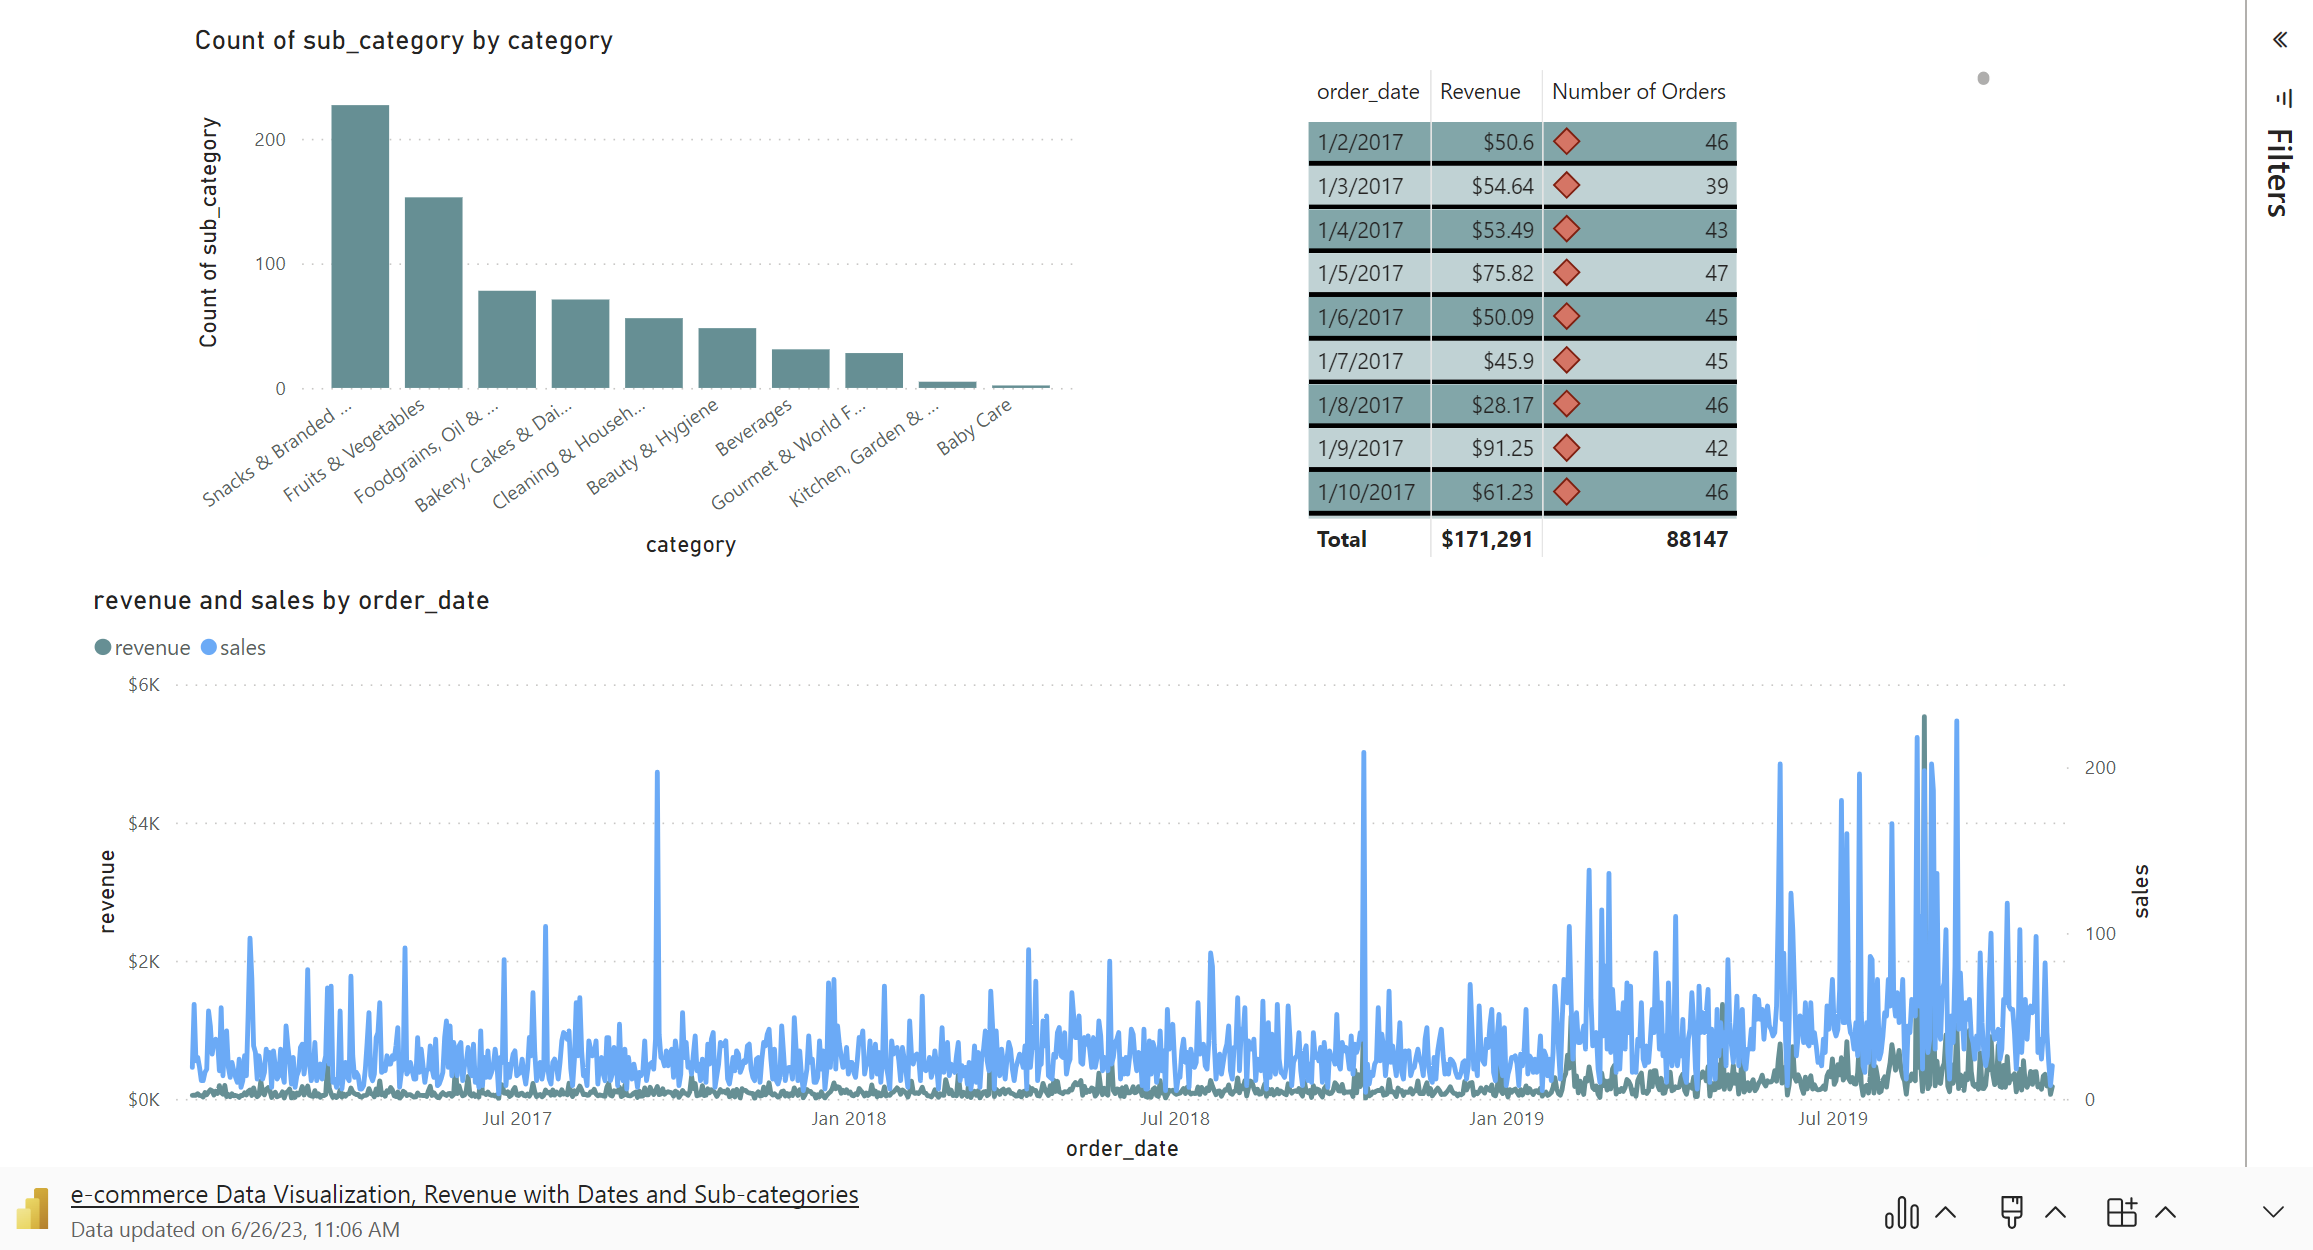 Count of sub_category by category
Count of sub_category
200
100
0
Snacks & Branded ...
Fruits & Vegetables
Foodgrains, Oil & ...
Bakery, Cakes & Dai...
Cleaning & Househ...
Beauty & Hygiene
Beverages
Gourmet & World F...
Kitchen, Garden & ...
Baby Care
category
order_date Revenue Number of Orders
1/2/2017 $50.6 46
1/3/2017 $54.64 39
1/4/2017 $53.49 43
1/5/2017 $75.82 47
1/6/2017 $50.09 45
1/7/2017 $45.9 45
1/8/2017 $28.17 46
1/9/2017 $91.25 42
1/10/2017 $61.23 46
Total $171,291 88147
Filters
revenue and sales by order_date
revenue sales
$6K
$4K
$2K
$0K
revenue
200
100
0
sales
Jul 2017 Jan 2018 Jul 2018 Jan 2019 Jul 2019
order_date
e-commerce Data Visualization, Revenue with Dates and Sub-categories
Data updated on 6/26/23, 11:06 AM